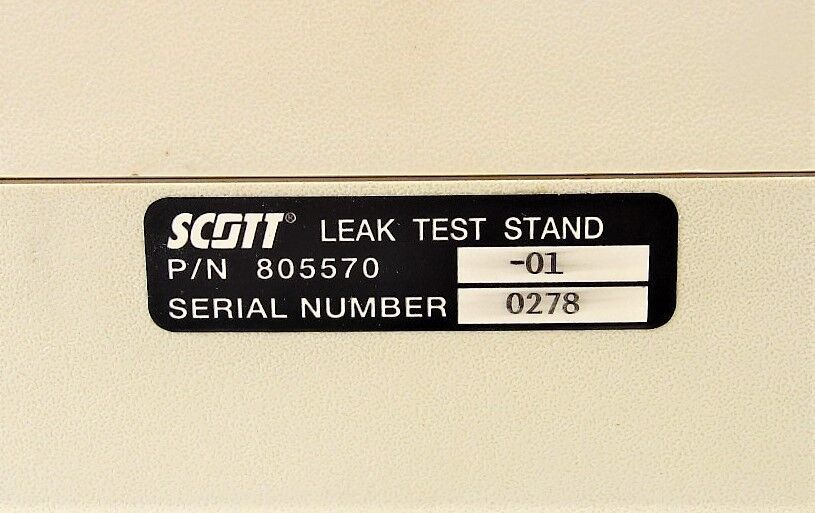 SCOTT® LEAK TEST STAND
P/N 805570 -01
SERIAL NUMBER 0278